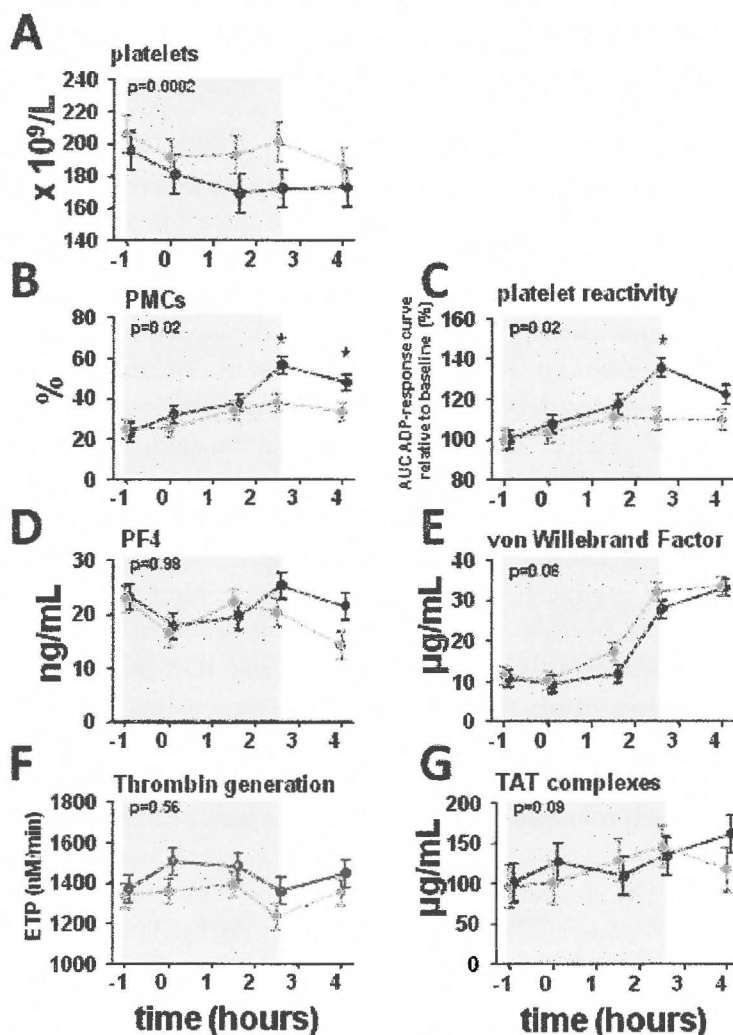 A
platelets
p=0.0002
x 10⁹/L
240
220
200
180
160
140
-1 0 1 2 3 4
B
PMCs
p=0.02
%
80
60
40
20
0
* *
-1 0 1 2 3 4
C
platelet reactivity
p=0.02
AUC ADP-response curve
relative to baseline (%)
160
140
120
100
80
*
-1 0 1 2 3 4
D
PF4
p=0.98
ng/mL
30
20
10
0
-1 0 1 2 3 4
E
von Willebrand Factor
p=0.06
µg/mL
40
30
20
10
0
-1 0 1 2 3 4
F
Thrombin generation
p=0.56
ETP (nM·min)
1800
1600
1400
1200
1000
-1 0 1 2 3 4
time (hours)
G
TAT complexes
p=0.09
µg/mL
200
150
100
50
0
-1 0 1 2 3 4
time (hours)